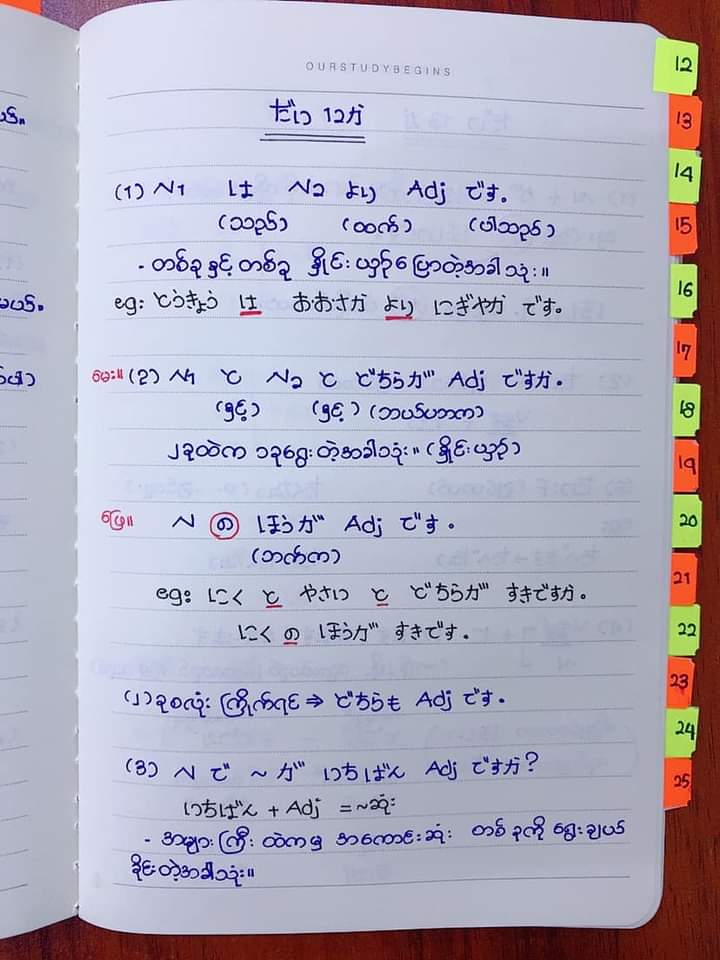 OURSTUDYBEGINS
だい 12か
(1) N1 は N2 より Adj です。
(သည်) (ထက်) (ပါသည်)
- တစ်ခုနှင့်တစ်ခု နှိုင်းယှဉ်ပြောတဲ့အခါသုံး။
eg: とうきょう は おおさか より にぎやか です。
မေး။ (2) N1 と N2 と どちらが Adj ですか。
(နှင့်) (နှင့်) (ဘယ်ဘက်က)
၂ခုထဲက ၁ခုရွေးတဲ့အခါသုံး။ (နှိုင်းယှဉ်)
ဖြေ။ N の ほうが Adj です。
(ဘက်က)
eg: にく と やさい と どちらが すきですか。
にく の ほうが すきです。
(၂)ခုစလုံး ကြိုက်ရင် ⇒ どちらも Adj です。
(3) N で ~ が いちばん Adj ですか?
いちばん + Adj = ~ဆုံး
- အများကြီး ထဲကမှ အကောင်းဆုံး တစ်ခုကို ရွေးချယ်
ခိုင်းတဲ့အခါသုံး။
12
13
14
15
16
17
18
19
20
21
22
23
24
25